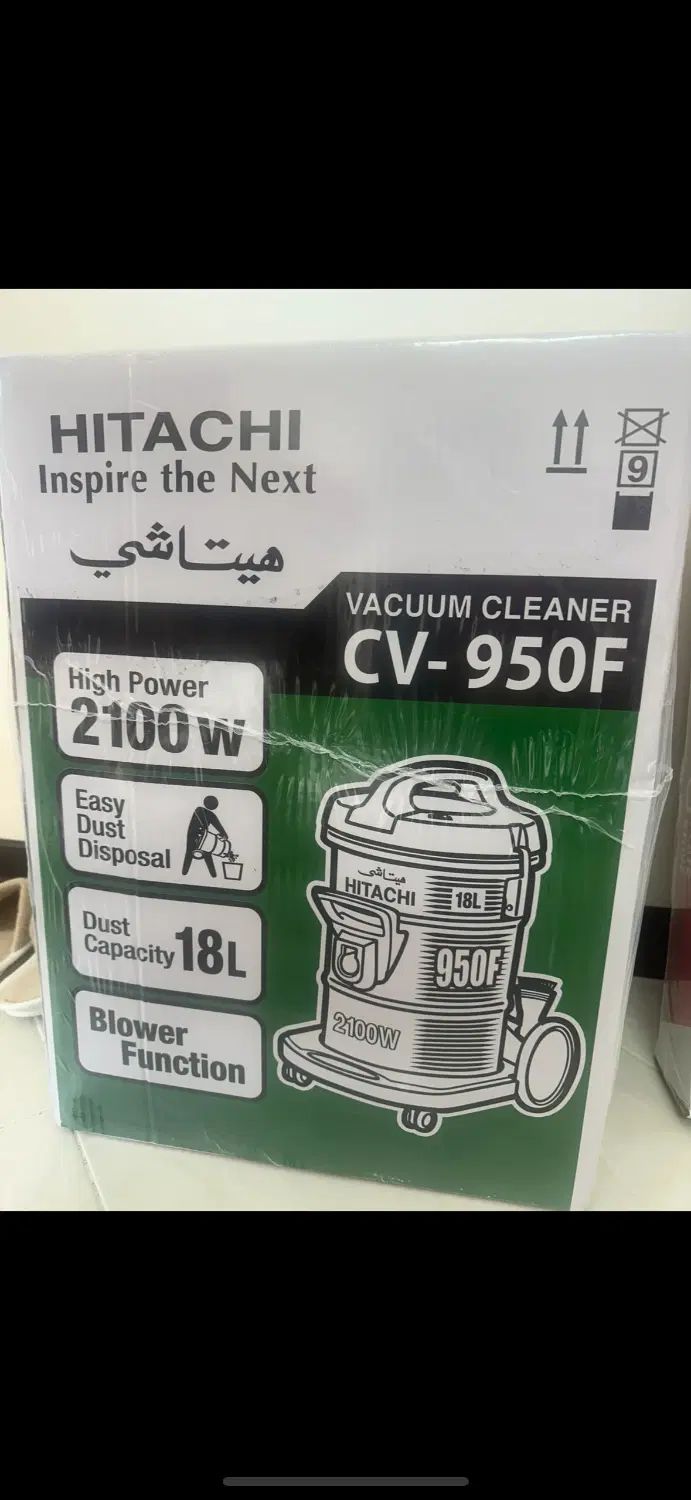 HITACHI
Inspire the Next
هيتاشي
9
VACUUM CLEANER
CV- 950F
High Power
2100 W
Easy
Dust
Disposal
Dust
Capacity 18L
Blower
Function
هيتاشي
HITACHI
18L
950F
2100W